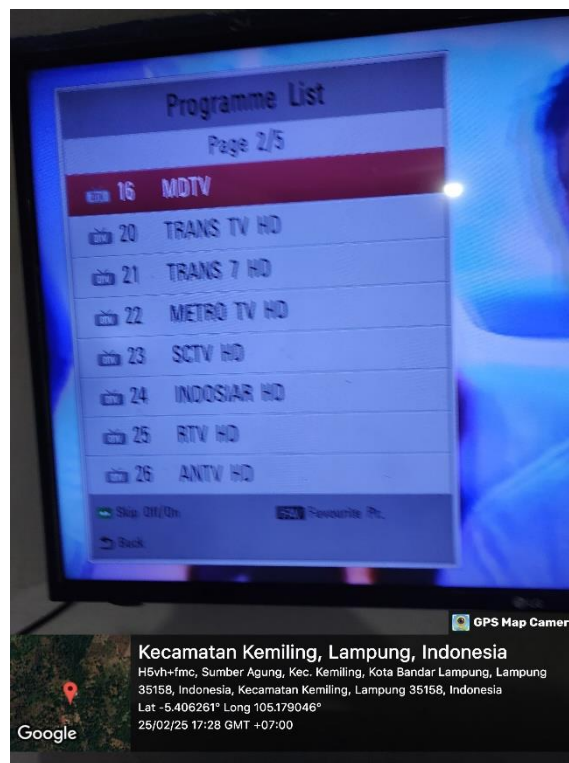 Programme List
Page 2/5
16 MDTV
20 TRANS TV HD
21 TRANS 7 HD
22 METRO TV HD
23 SCTV HD
24 INDOSIAR HD
25 RTV HD
26 ANTV HD
Skip Off/On Favourite Pr.
Back
GPS Map Camer
Kecamatan Kemiling, Lampung, Indonesia
H5vh+fmc, Sumber Agung, Kec. Kemiling, Kota Bandar Lampung, Lampung
35158, Indonesia, Kecamatan Kemiling, Lampung 35158, Indonesia
Lat -5.406261° Long 105.179046°
25/02/25 17:28 GMT +07:00
Google